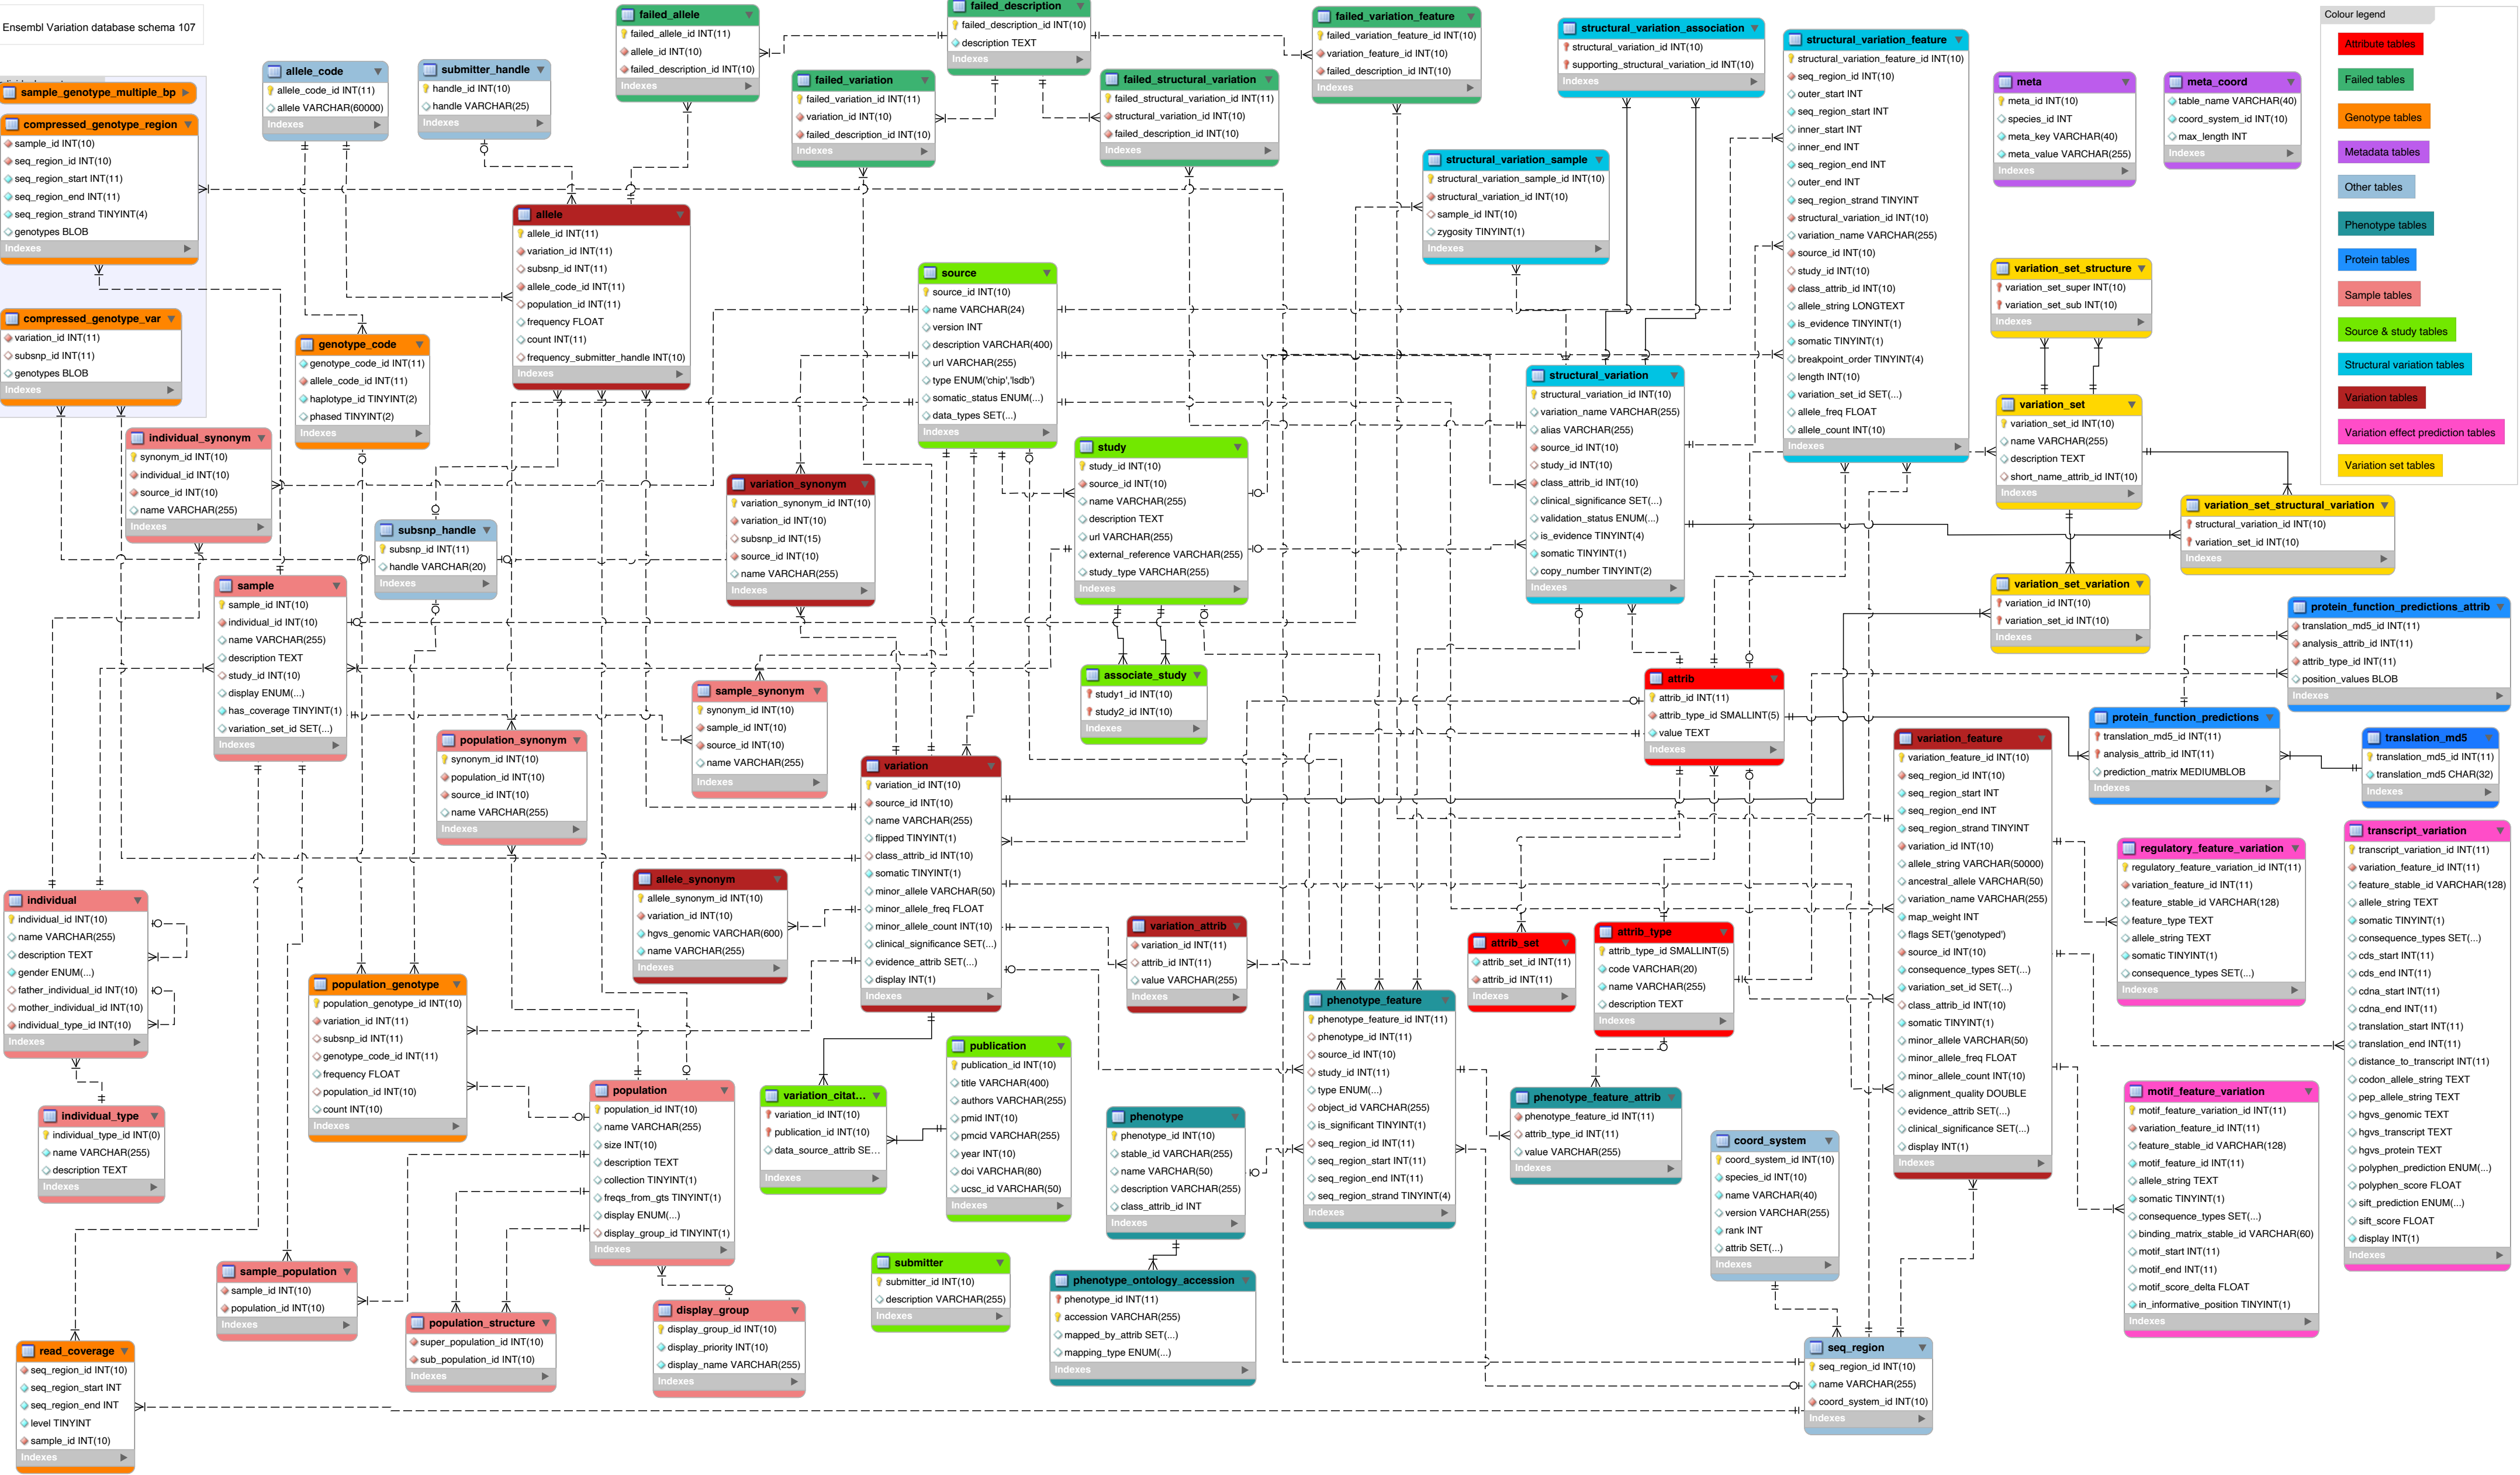 Ensembl Variation database schema 107
sample_genotype_multiple_bp
compressed_genotype_region
sample_id INT(10)
seq_region_id INT(10)
seq_region_start INT(11)
seq_region_end INT(11)
seq_region_strand TINYINT(4)
genotypes BLOB
Indexes
compressed_genotype_var
variation_id INT(11)
subsnp_id INT(11)
genotypes BLOB
Indexes
allele_code
allele_code_id INT(11)
allele VARCHAR(60000)
Indexes
submitter_handle
handle_id INT(10)
handle VARCHAR(25)
Indexes
failed_allele
failed_allele_id INT(11)
allele_id INT(10)
failed_description_id INT(10)
Indexes
failed_description
failed_description_id INT(10)
description TEXT
Indexes
failed_variation
failed_variation_id INT(11)
variation_id INT(10)
failed_description_id INT(10)
Indexes
failed_structural_variation
failed_structural_variation_id INT(11)
structural_variation_id INT(10)
failed_description_id INT(10)
Indexes
failed_variation_feature
failed_variation_feature_id INT(10)
variation_feature_id INT(10)
failed_description_id INT(10)
Indexes
structural_variation_association
structural_variation_id INT(10)
supporting_structural_variation_id INT(10)
Indexes
structural_variation_sample
structural_variation_sample_id INT(10)
structural_variation_id INT(10)
sample_id INT(10)
zygosity TINYINT(1)
Indexes
structural_variation_feature
structural_variation_feature_id INT(10)
seq_region_id INT(10)
outer_start INT
seq_region_start INT
inner_start INT
inner_end INT
seq_region_end INT
outer_end INT
seq_region_strand TINYINT
structural_variation_id INT(10)
variation_name VARCHAR(255)
source_id INT(10)
study_id INT(10)
class_attrib_id INT(10)
allele_string LONGTEXT
is_evidence TINYINT(1)
somatic TINYINT(1)
breakpoint_order TINYINT(4)
length INT(10)
variation_set_id SET(...)
allele_freq FLOAT
allele_count INT(10)
Indexes
meta
meta_id INT(10)
species_id INT
meta_key VARCHAR(40)
meta_value VARCHAR(255)
Indexes
meta_coord
table_name VARCHAR(40)
coord_system_id INT(10)
max_length INT
Indexes
Colour legend
Attribute tables
Failed tables
Genotype tables
Metadata tables
Other tables
Phenotype tables
Protein tables
Sample tables
Source & study tables
Structural variation tables
Variation tables
Variation effect prediction tables
Variation set tables
allele
allele_id INT(11)
variation_id INT(11)
subsnp_id INT(11)
allele_code_id INT(11)
population_id INT(11)
frequency FLOAT
count INT(11)
frequency_submitter_handle INT(10)
Indexes
genotype_code
genotype_code_id INT(11)
allele_code_id INT(11)
haplotype_id TINYINT(2)
phased TINYINT(2)
Indexes
source
source_id INT(10)
name VARCHAR(24)
version INT
description VARCHAR(400)
url VARCHAR(255)
type ENUM('chip','lsdb')
somatic_status ENUM(...)
data_types SET(...)
Indexes
study
study_id INT(10)
source_id INT(10)
name VARCHAR(255)
description TEXT
url VARCHAR(255)
external_reference VARCHAR(255)
study_type VARCHAR(255)
Indexes
structural_variation
structural_variation_id INT(10)
variation_name VARCHAR(255)
alias VARCHAR(255)
source_id INT(10)
study_id INT(10)
class_attrib_id INT(10)
clinical_significance SET(...)
validation_status ENUM(...)
is_evidence TINYINT(4)
somatic TINYINT(1)
copy_number TINYINT(2)
Indexes
variation_set_structure
variation_set_super INT(10)
variation_set_sub INT(10)
Indexes
variation_set
variation_set_id INT(10)
name VARCHAR(255)
description TEXT
short_name_attrib_id INT(10)
Indexes
variation_set_structural_variation
structural_variation_id INT(10)
variation_set_id INT(10)
Indexes
variation_set_variation
variation_id INT(10)
variation_set_id INT(10)
Indexes
individual_synonym
synonym_id INT(10)
individual_id INT(10)
source_id INT(10)
name VARCHAR(255)
Indexes
subsnp_handle
subsnp_id INT(11)
handle VARCHAR(20)
Indexes
variation_synonym
variation_synonym_id INT(10)
variation_id INT(10)
subsnp_id INT(15)
source_id INT(10)
name VARCHAR(255)
Indexes
sample
sample_id INT(10)
individual_id INT(10)
name VARCHAR(255)
description TEXT
study_id INT(10)
display ENUM(...)
has_coverage TINYINT(1)
variation_set_id SET(...)
Indexes
associate_study
study1_id INT(10)
study2_id INT(10)
Indexes
sample_synonym
synonym_id INT(10)
sample_id INT(10)
source_id INT(10)
name VARCHAR(255)
Indexes
population_synonym
synonym_id INT(10)
population_id INT(10)
source_id INT(10)
name VARCHAR(255)
Indexes
attrib
attrib_id INT(11)
attrib_type_id SMALLINT(5)
value TEXT
Indexes
protein_function_predictions_attrib
translation_md5_id INT(11)
analysis_attrib_id INT(11)
attrib_type_id INT(11)
position_values BLOB
Indexes
protein_function_predictions
translation_md5_id INT(11)
analysis_attrib_id INT(11)
prediction_matrix MEDIUMBLOB
Indexes
translation_md5
translation_md5_id INT(11)
translation_md5 CHAR(32)
Indexes
variation
variation_id INT(10)
source_id INT(10)
name VARCHAR(255)
flipped TINYINT(1)
class_attrib_id INT(10)
somatic TINYINT(1)
minor_allele VARCHAR(50)
minor_allele_freq FLOAT
minor_allele_count INT(10)
clinical_significance SET(...)
evidence_attrib SET(...)
display INT(1)
Indexes
variation_feature
variation_feature_id INT(10)
seq_region_id INT(10)
seq_region_start INT
seq_region_end INT
seq_region_strand TINYINT
variation_id INT(10)
allele_string VARCHAR(50000)
ancestral_allele VARCHAR(50)
variation_name VARCHAR(255)
map_weight INT
flags SET('genotyped')
source_id INT(10)
consequence_types SET(...)
variation_set_id SET(...)
class_attrib_id INT(10)
somatic TINYINT(1)
minor_allele VARCHAR(50)
minor_allele_freq FLOAT
minor_allele_count INT(10)
alignment_quality DOUBLE
evidence_attrib SET(...)
clinical_significance SET(...)
display INT(1)
Indexes
regulatory_feature_variation
regulatory_feature_variation_id INT(11)
variation_feature_id INT(11)
feature_stable_id VARCHAR(128)
feature_type TEXT
allele_string TEXT
somatic TINYINT(1)
consequence_types SET(...)
Indexes
transcript_variation
transcript_variation_id INT(11)
variation_feature_id INT(11)
feature_stable_id VARCHAR(128)
allele_string TEXT
somatic TINYINT(1)
consequence_types SET(...)
cds_start INT(11)
cds_end INT(11)
cdna_start INT(11)
cdna_end INT(11)
translation_start INT(11)
translation_end INT(11)
distance_to_transcript INT(11)
codon_allele_string TEXT
pep_allele_string TEXT
hgvs_genomic TEXT
hgvs_transcript TEXT
hgvs_protein TEXT
polyphen_prediction ENUM(...)
polyphen_score FLOAT
sift_prediction ENUM(...)
sift_score FLOAT
display INT(1)
Indexes
motif_feature_variation
motif_feature_variation_id INT(11)
variation_feature_id INT(11)
feature_stable_id VARCHAR(128)
motif_feature_id INT(11)
allele_string TEXT
somatic TINYINT(1)
consequence_types SET(...)
binding_matrix_stable_id VARCHAR(60)
motif_start INT(11)
motif_end INT(11)
motif_score_delta FLOAT
in_informative_position TINYINT(1)
Indexes
individual
individual_id INT(10)
name VARCHAR(255)
description TEXT
gender ENUM(...)
father_individual_id INT(10)
mother_individual_id INT(10)
individual_type_id INT(10)
Indexes
individual_type
individual_type_id INT(0)
name VARCHAR(255)
description TEXT
Indexes
allele_synonym
allele_synonym_id INT(10)
variation_id INT(10)
hgvs_genomic VARCHAR(600)
name VARCHAR(255)
Indexes
variation_attrib
variation_id INT(11)
attrib_id INT(11)
value VARCHAR(255)
Indexes
attrib_set
attrib_set_id INT(11)
attrib_id INT(11)
Indexes
attrib_type
attrib_type_id SMALLINT(5)
code VARCHAR(20)
name VARCHAR(255)
description TEXT
Indexes
population_genotype
population_genotype_id INT(10)
variation_id INT(11)
subsnp_id INT(11)
genotype_code_id INT(11)
frequency FLOAT
population_id INT(10)
count INT(10)
Indexes
population
population_id INT(10)
name VARCHAR(255)
size INT(10)
description TEXT
collection TINYINT(1)
freqs_from_gts TINYINT(1)
display ENUM(...)
display_group_id TINYINT(1)
Indexes
variation_citat...
variation_id INT(10)
publication_id INT(10)
data_source_attrib SE...
Indexes
publication
publication_id INT(10)
title VARCHAR(400)
authors VARCHAR(255)
pmid INT(10)
pmcid VARCHAR(255)
year INT(10)
doi VARCHAR(80)
ucsc_id VARCHAR(50)
Indexes
phenotype_feature
phenotype_feature_id INT(11)
phenotype_id INT(11)
source_id INT(10)
study_id INT(11)
type ENUM(...)
object_id VARCHAR(255)
is_significant TINYINT(1)
seq_region_id INT(11)
seq_region_start INT(11)
seq_region_end INT(11)
seq_region_strand TINYINT(4)
Indexes
phenotype_feature_attrib
phenotype_feature_id INT(11)
attrib_type_id INT(11)
value VARCHAR(255)
Indexes
phenotype
phenotype_id INT(10)
stable_id VARCHAR(255)
name VARCHAR(50)
description VARCHAR(255)
class_attrib_id INT
Indexes
phenotype_ontology_accession
phenotype_id INT(11)
accession VARCHAR(255)
mapped_by_attrib SET(...)
mapping_type ENUM(...)
Indexes
coord_system
coord_system_id INT(10)
species_id INT(10)
name VARCHAR(40)
version VARCHAR(255)
rank INT
attrib SET(...)
Indexes
seq_region
seq_region_id INT(10)
name VARCHAR(255)
coord_system_id INT(10)
Indexes
submitter
submitter_id INT(10)
description VARCHAR(255)
Indexes
sample_population
sample_id INT(10)
population_id INT(10)
Indexes
population_structure
super_population_id INT(10)
sub_population_id INT(10)
Indexes
display_group
display_group_id INT(10)
display_priority INT(10)
display_name VARCHAR(255)
Indexes
read_coverage
seq_region_id INT(10)
seq_region_start INT
seq_region_end INT
level TINYINT
sample_id INT(10)
Indexes